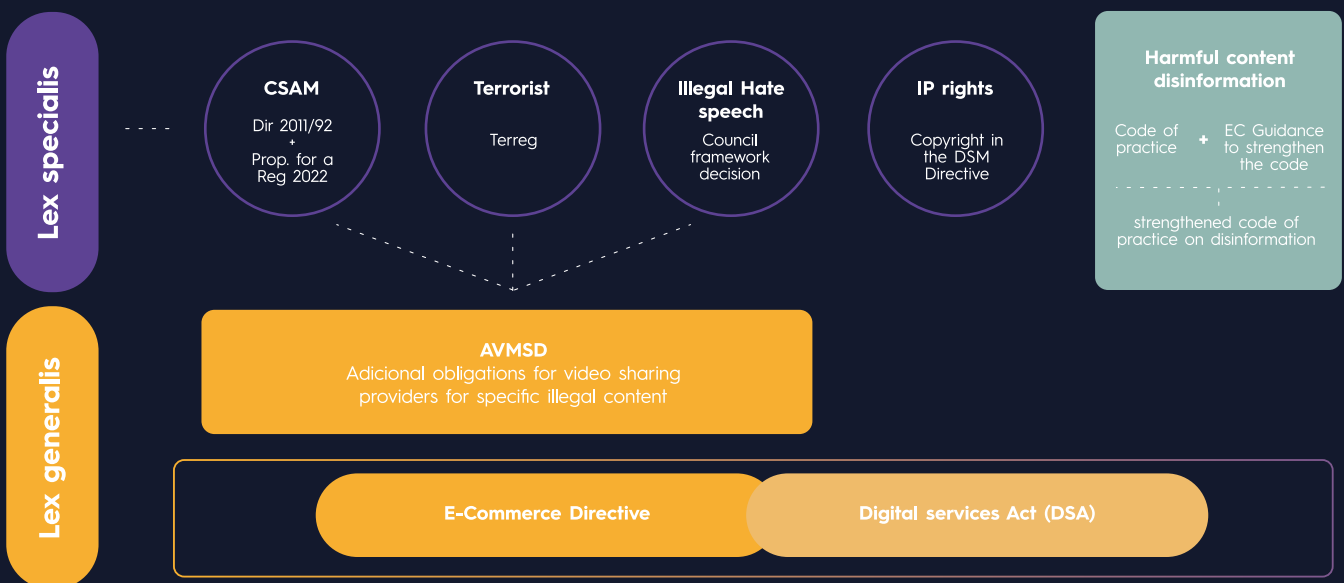 Lex specialis
CSAM
Dir 2011/92
+
Prop. for a
Reg 2022
Terrorist
Terreg
Illegal Hate
speech
Council
framework
decision
IP rights
Copyright in
the DSM
Directive
Harmful content
disinformation
Code of
practice
+
EC Guidance
to strengthen
the code
strengthened code of
practice on disinformation
Lex generalis
AVMSD
Adicional obligations for video sharing
providers for specific illegal content
E-Commerce Directive
Digital services Act (DSA)